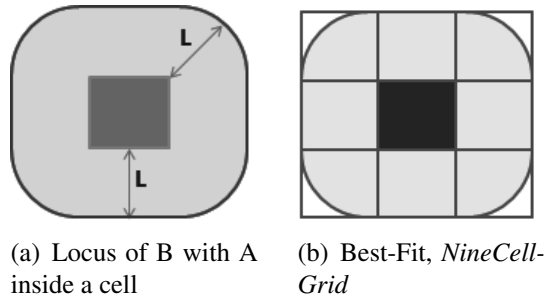 L
L
(a) Locus of B with A
inside a cell
(b) Best-Fit, NineCell-
Grid